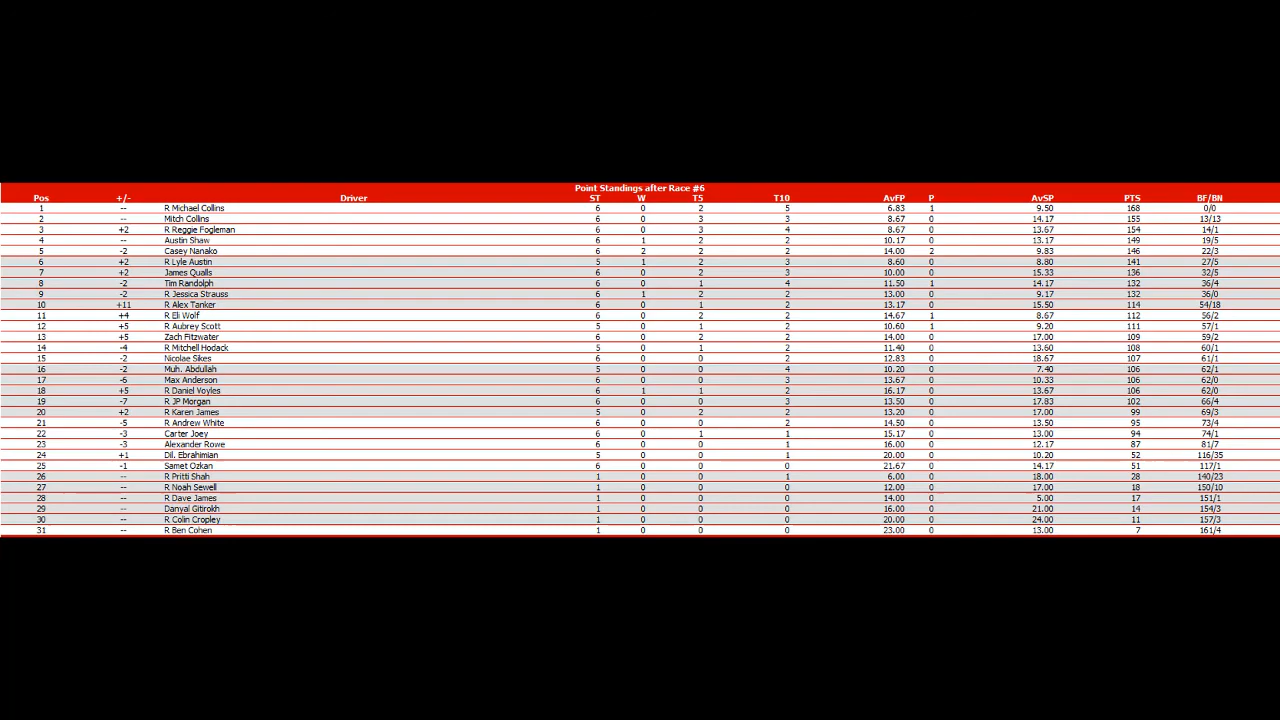 Point Standings after Race #6
Pos +/- Driver ST W T5 T10 AvFP P AvSP PTS BF/BN
1 -- R Michael Collins 6 0 2 5 6.83 1 9.50 168 0/0
2 -- Mitch Collins 6 0 3 3 8.67 0 14.17 155 13/13
3 +2 R Reggie Fogleman 6 0 3 4 8.67 0 13.67 154 14/1
4 -- Austin Shaw 6 1 2 2 10.17 0 13.17 149 19/5
5 -2 Casey Nanako 6 2 2 2 14.00 2 9.83 146 22/3
6 +2 R Lyle Austin 5 1 2 3 8.60 0 8.80 141 27/5
7 +2 James Qualls 6 0 2 3 10.00 0 15.33 136 32/5
8 -2 Tim Randolph 6 0 1 4 11.50 1 14.17 132 36/4
9 -2 R Jessica Strauss 6 1 2 2 13.00 0 9.17 132 36/0
10 +11 R Alex Tanker 6 0 1 2 13.17 0 15.50 114 54/18
11 +4 R Eli Wolf 6 0 2 2 14.67 1 8.67 112 56/2
12 +5 R Aubrey Scott 5 0 1 2 10.60 1 9.20 111 57/1
13 +5 Zach Fitzwater 6 0 2 2 14.00 0 17.00 109 59/2
14 -4 R Mitchell Hodack 5 0 1 2 11.40 0 13.60 108 60/1
15 -2 Nicolae Sikes 6 0 0 2 12.83 0 18.67 107 61/1
16 -2 Muh. Abdullah 5 0 0 4 10.20 0 7.40 106 62/1
17 -6 Max Anderson 6 0 0 3 13.67 0 10.33 106 62/0
18 +5 R Daniel Voyles 6 1 1 2 16.17 0 13.67 106 62/0
19 -7 R JP Morgan 6 0 0 3 13.50 0 17.83 102 66/4
20 +2 R Karen James 5 0 2 2 13.20 0 17.00 99 69/3
21 -5 R Andrew White 6 0 0 2 14.50 0 13.50 95 73/4
22 -3 Carter Joey 6 0 1 1 15.17 0 13.00 94 74/1
23 -3 Alexander Rowe 6 0 0 1 16.00 0 12.17 87 81/7
24 +1 Dil. Ebrahimian 5 0 0 1 20.00 0 10.20 52 116/35
25 -1 Samet Ozkan 6 0 0 0 21.67 0 14.17 51 117/1
26 -- R Pritti Shah 1 0 0 1 6.00 0 18.00 28 140/23
27 -- R Noah Sewell 1 0 0 0 12.00 0 17.00 18 150/10
28 -- R Dave James 1 0 0 0 14.00 0 5.00 17 151/1
29 -- Danyal Gitirokh 1 0 0 0 16.00 0 21.00 14 154/3
30 -- R Colin Cropley 1 0 0 0 20.00 0 24.00 11 157/3
31 -- R Ben Cohen 1 0 0 0 23.00 0 13.00 7 161/4